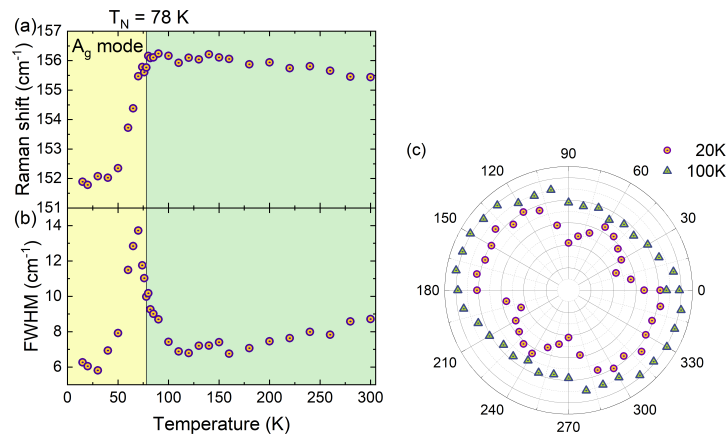 T_N = 78 K
(a)
A_g mode
Raman shift (cm⁻¹)
157
156
155
154
153
152
151
(b)
FWHM (cm⁻¹)
14
12
10
8
6
0 50 100 150 200 250 300
Temperature (K)
(c)
20K
100K
90
120 60
150 30
180 0
210 330
240 300
270